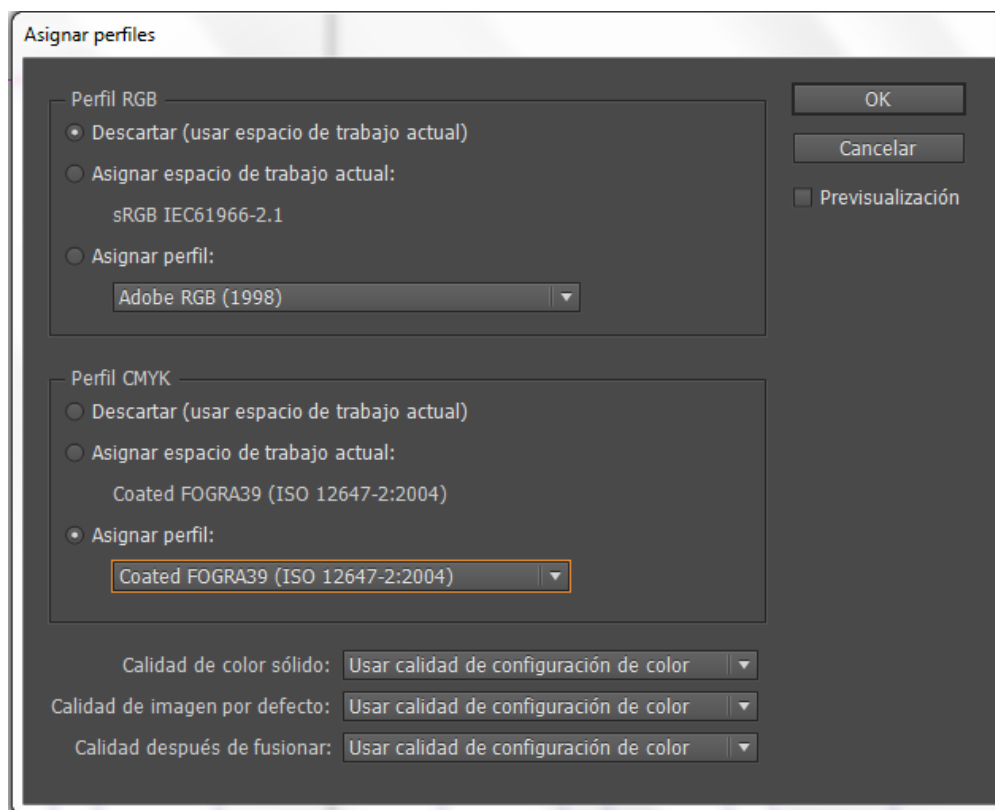 Asignar perfiles
Perfil RGB
Descartar (usar espacio de trabajo actual)
Asignar espacio de trabajo actual:
sRGB IEC61966-2.1
Asignar perfil:
Adobe RGB (1998)
OK
Cancelar
Previsualización
Perfil CMYK
Descartar (usar espacio de trabajo actual)
Asignar espacio de trabajo actual:
Coated FOGRA39 (ISO 12647-2:2004)
Asignar perfil:
Coated FOGRA39 (ISO 12647-2:2004)
Calidad de color sólido: Usar calidad de configuración de color
Calidad de imagen por defecto: Usar calidad de configuración de color
Calidad después de fusionar: Usar calidad de configuración de color